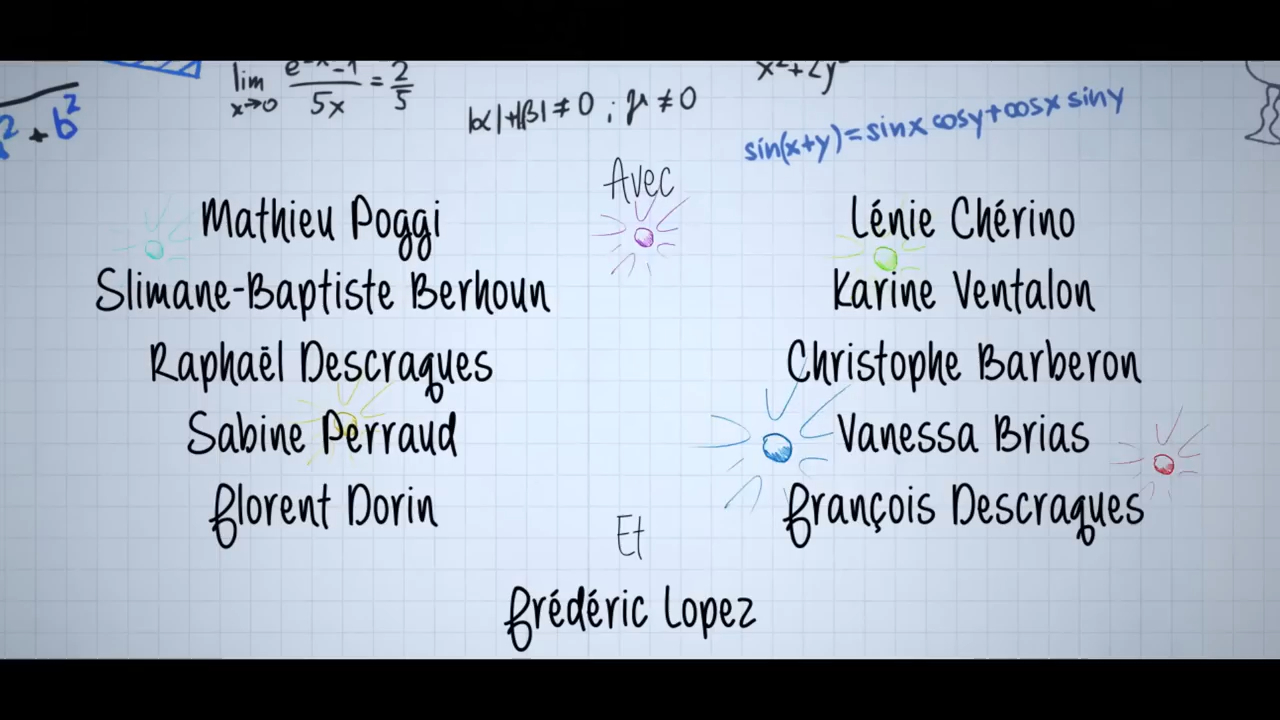 lim x→0 = 2/5
5x
|α|+|β| ≠ 0 ; μ ≠ 0
sin(x+y)=sinx cosy+cosx siny
Avec
Mathieu Poggi
Lénie Chérino
Slimane-Baptiste Berhoun
Karine Ventalon
Raphaël Descraques
Christophe Barberon
Sabine Perraud
Vanessa Brias
Florent Dorin
François Descraques
Et
Frédéric Lopez